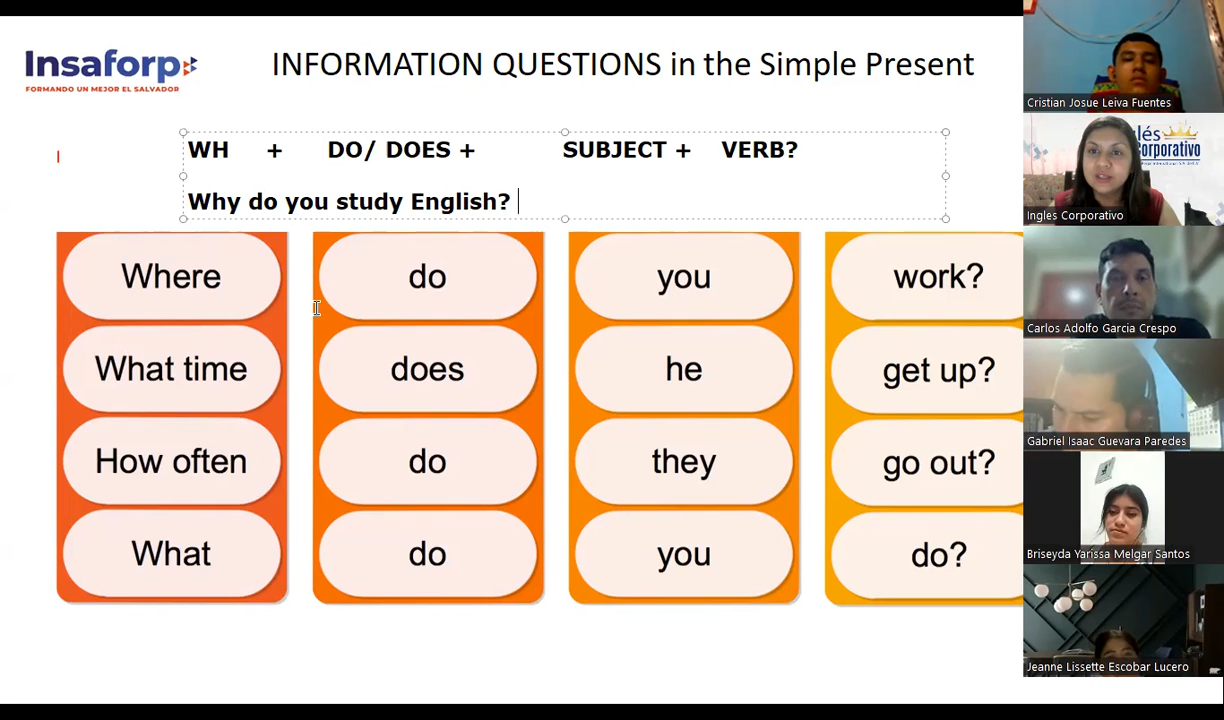 Insaforp
FORMANDO UN MEJOR EL SALVADOR
INFORMATION QUESTIONS in the Simple Present
WH + DO/ DOES + SUBJECT + VERB?
Why do you study English?
Where do you work?
What time does he get up?
How often do they go out?
What do you do?
Cristian Josue Leiva Fuentes
lés
orporativo
Ingles Corporativo
Carlos Adolfo Garcia Crespo
Gabriel Isaac Guevara Paredes
Briseyda Yarissa Melgar Santos
Jeanne Lissette Escobar Lucero